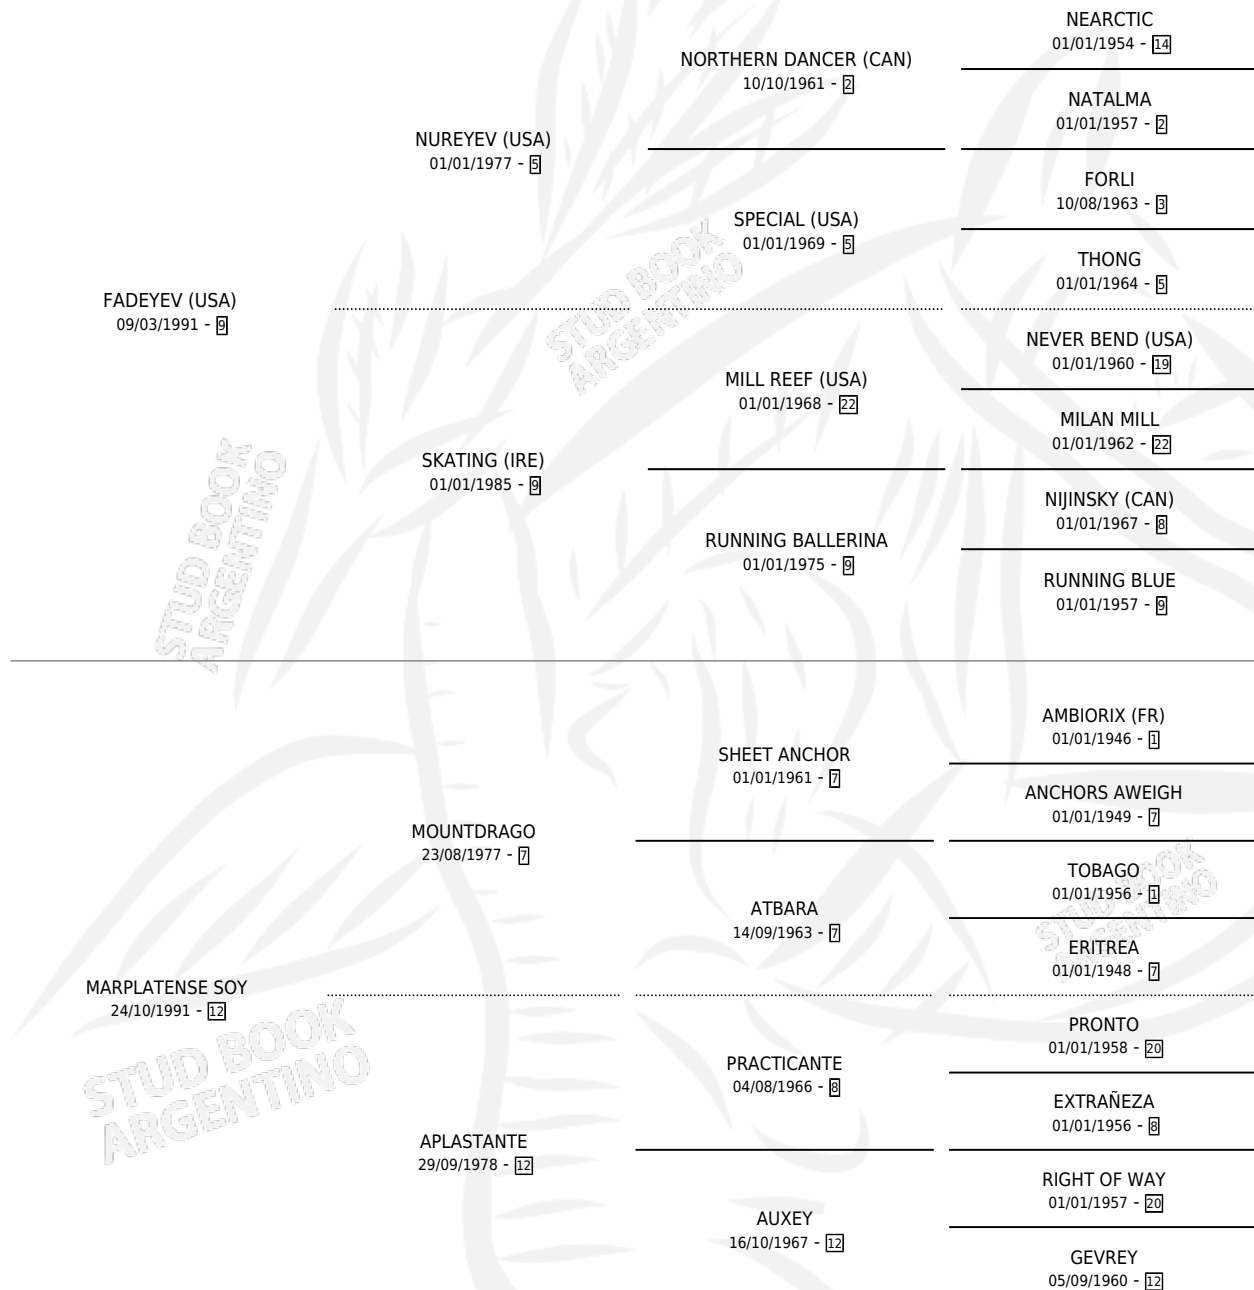 NEARCTIC
01/01/1954 - 14
NORTHERN DANCER (CAN)
10/10/1961 - 2
NATALMA
01/01/1957 - 2
NUREYEV (USA)
01/01/1977 - 5
FORLI
10/08/1963 - 3
SPECIAL (USA)
01/01/1969 - 5
THONG
01/01/1964 - 5
FADEYEV (USA)
09/03/1991 - 9
NEVER BEND (USA)
01/01/1960 - 19
MILL REEF (USA)
01/01/1968 - 22
MILAN MILL
01/01/1962 - 22
SKATING (IRE)
01/01/1985 - 9
NIJINSKY (CAN)
01/01/1967 - 8
RUNNING BALLERINA
01/01/1975 - 9
RUNNING BLUE
01/01/1957 - 9
AMBIORIX (FR)
01/01/1946 - 1
SHEET ANCHOR
01/01/1961 - 7
ANCHORS AWEIGH
01/01/1949 - 7
MOUNTDRAGO
23/08/1977 - 7
TOBAGO
01/01/1956 - 1
ATBARA
14/09/1963 - 7
ERITREA
01/01/1948 - 7
MARPLATENSE SOY
24/10/1991 - 12
PRONTO
01/01/1958 - 20
PRACTICANTE
04/08/1966 - 8
EXTRAÑEZA
01/01/1956 - 8
APLASTANTE
29/09/1978 - 12
RIGHT OF WAY
01/01/1957 - 20
AUXEY
16/10/1967 - 12
GEVREY
05/09/1960 - 12
STUD BOOK
ARGENTINO
STUD BOOK
ARGENTINO
STUD BOOK
ARGENTINO
STUD BOOK
ARGENTINO